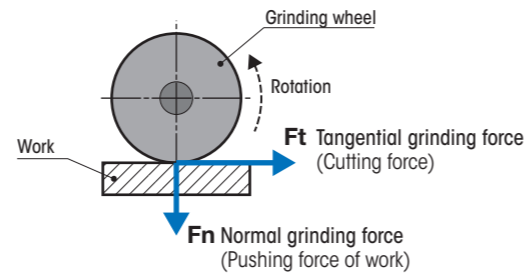 Grinding wheel
Rotation
Work
Ft Tangential grinding force
(Cutting force)
Fn Normal grinding force
(Pushing force of work)